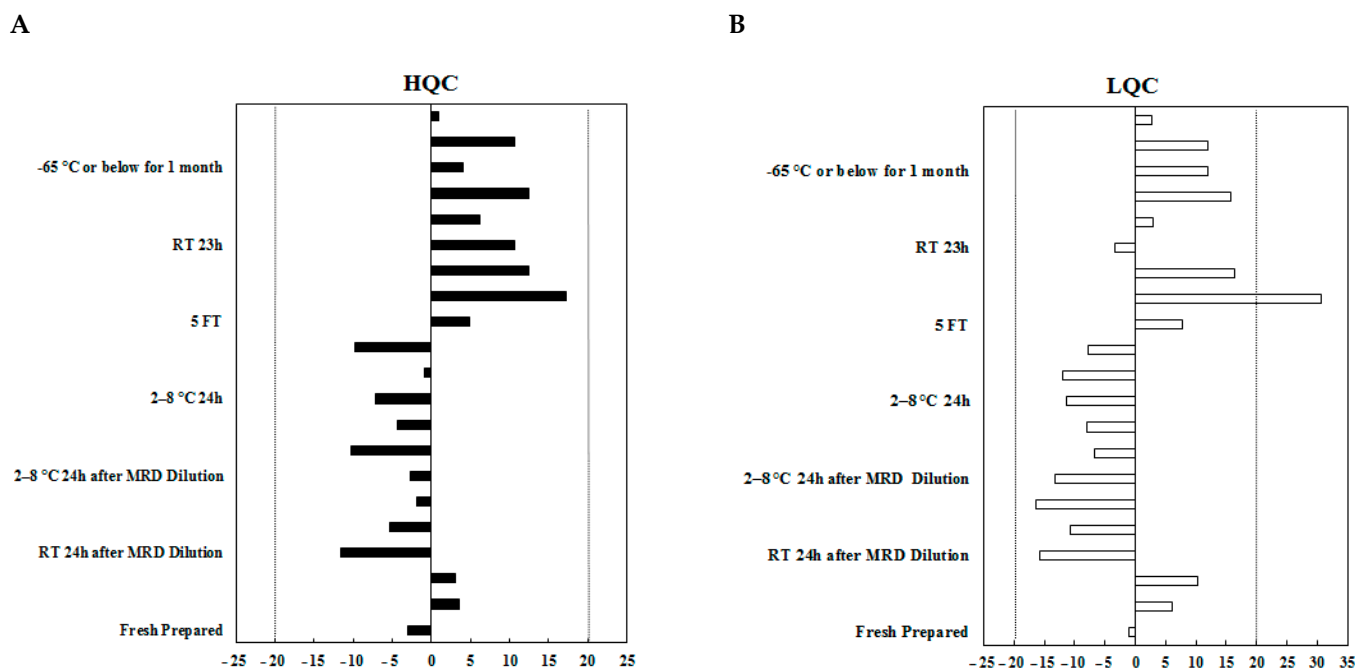 A
HQC
-65 °C or below for 1 month
RT 23h
5 FT
2–8 °C 24h
2–8 °C 24h after MRD Dilution
RT 24h after MRD Dilution
Fresh Prepared
-25 -20 -15 -10 -5 0 5 10 15 20 25
B
LQC
-65 °C or below for 1 month
RT 23h
5 FT
2–8 °C 24h
2–8 °C 24h after MRD Dilution
RT 24h after MRD Dilution
Fresh Prepared
-25 -20 -15 -10 -5 0 5 10 15 20 25 30 35